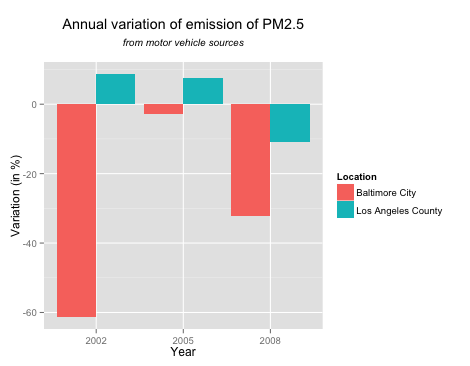 Annual variation of emission of PM2.5
from motor vehicle sources
0
-20
-40
-60
Variation (in %)
2002 2005 2008
Year
Location
Baltimore City
Los Angeles County